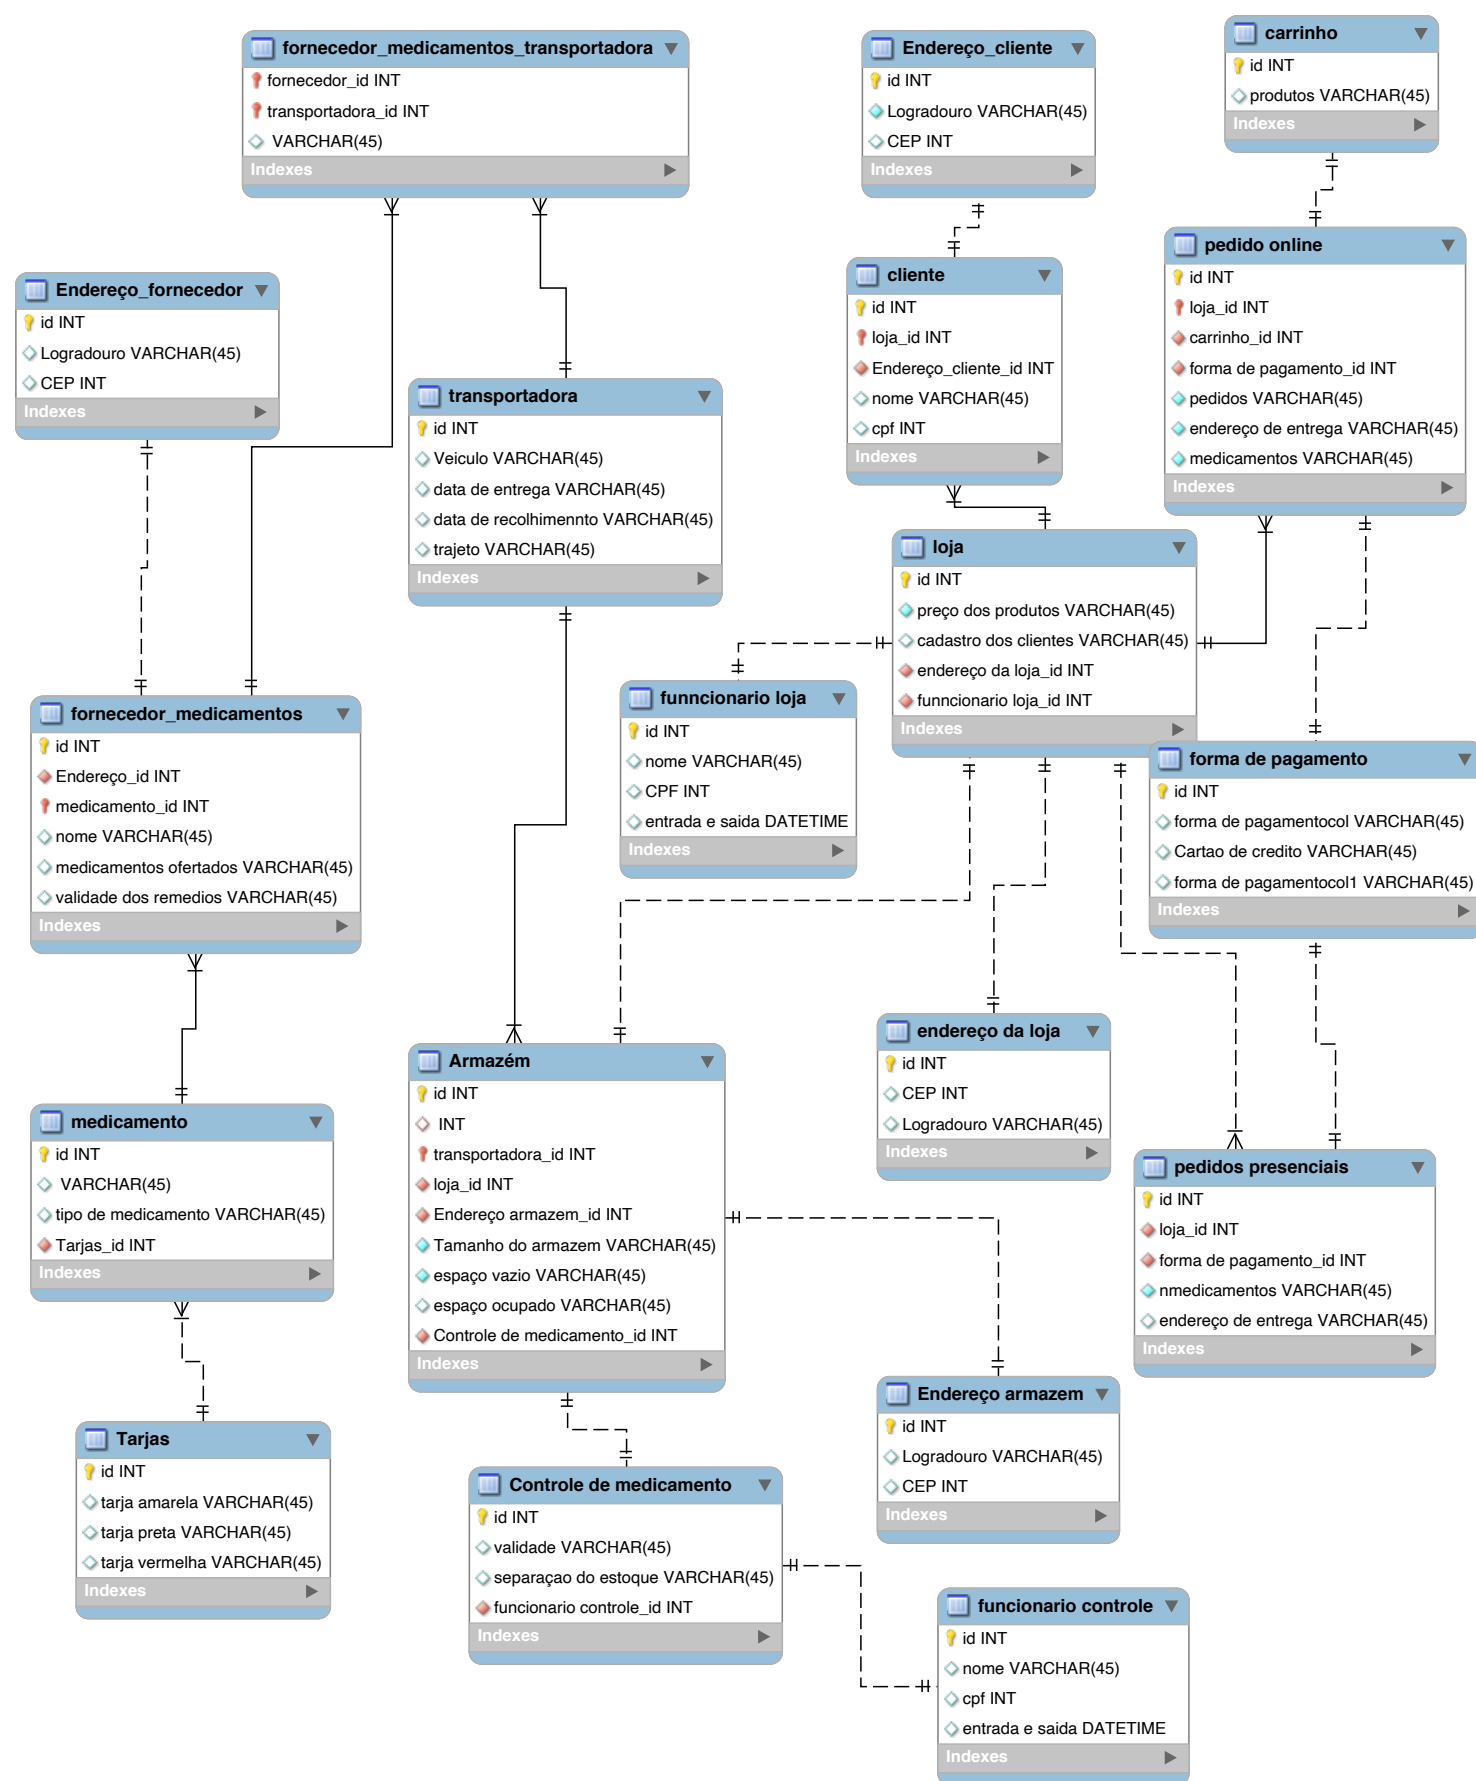 fornecedor_medicamentos_transportadora
fornecedor_id INT
transportadora_id INT
VARCHAR(45)
Indexes
Endereço_cliente
id INT
Logradouro VARCHAR(45)
CEP INT
Indexes
carrinho
id INT
produtos VARCHAR(45)
Indexes
Endereço_fornecedor
id INT
Logradouro VARCHAR(45)
CEP INT
Indexes
transportadora
id INT
Veiculo VARCHAR(45)
data de entrega VARCHAR(45)
data de recolhimennto VARCHAR(45)
trajeto VARCHAR(45)
Indexes
cliente
id INT
loja_id INT
Endereço_cliente_id INT
nome VARCHAR(45)
cpf INT
Indexes
pedido online
id INT
loja_id INT
carrinho_id INT
forma de pagamento_id INT
pedidos VARCHAR(45)
endereço de entrega VARCHAR(45)
medicamentos VARCHAR(45)
Indexes
loja
id INT
preço dos produtos VARCHAR(45)
cadastro dos clientes VARCHAR(45)
endereço da loja_id INT
funncionario loja_id INT
Indexes
fornecedor_medicamentos
id INT
Endereço_id INT
medicamento_id INT
nome VARCHAR(45)
medicamentos ofertados VARCHAR(45)
validade dos remedios VARCHAR(45)
Indexes
funncionario loja
id INT
nome VARCHAR(45)
CPF INT
entrada e saida DATETIME
Indexes
forma de pagamento
id INT
forma de pagamentocol VARCHAR(45)
Cartao de credito VARCHAR(45)
forma de pagamentocol1 VARCHAR(45)
Indexes
Armazém
id INT
INT
transportadora_id INT
loja_id INT
Endereço armazem_id INT
Tamanho do armazem VARCHAR(45)
espaço vazio VARCHAR(45)
espaço ocupado VARCHAR(45)
Controle de medicamento_id INT
Indexes
endereço da loja
id INT
CEP INT
Logradouro VARCHAR(45)
Indexes
medicamento
id INT
VARCHAR(45)
tipo de medicamento VARCHAR(45)
Tarjas_id INT
Indexes
pedidos presenciais
id INT
loja_id INT
forma de pagamento_id INT
nmedicamentos VARCHAR(45)
endereço de entrega VARCHAR(45)
Indexes
Endereço armazem
id INT
Logradouro VARCHAR(45)
CEP INT
Indexes
Tarjas
id INT
tarja amarela VARCHAR(45)
tarja preta VARCHAR(45)
tarja vermelha VARCHAR(45)
Indexes
Controle de medicamento
id INT
validade VARCHAR(45)
separaçao do estoque VARCHAR(45)
funcionario controle_id INT
Indexes
funcionario controle
id INT
nome VARCHAR(45)
cpf INT
entrada e saida DATETIME
Indexes